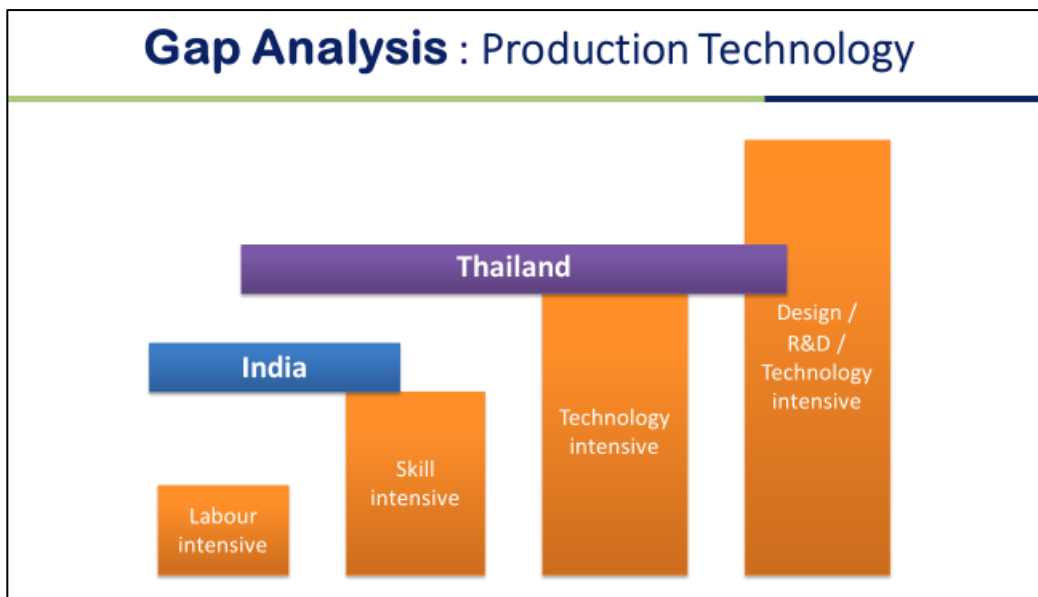 Gap Analysis : Production Technology
Thailand
India
Labour
intensive
Skill
intensive
Technology
intensive
Design /
R&D /
Technology
intensive